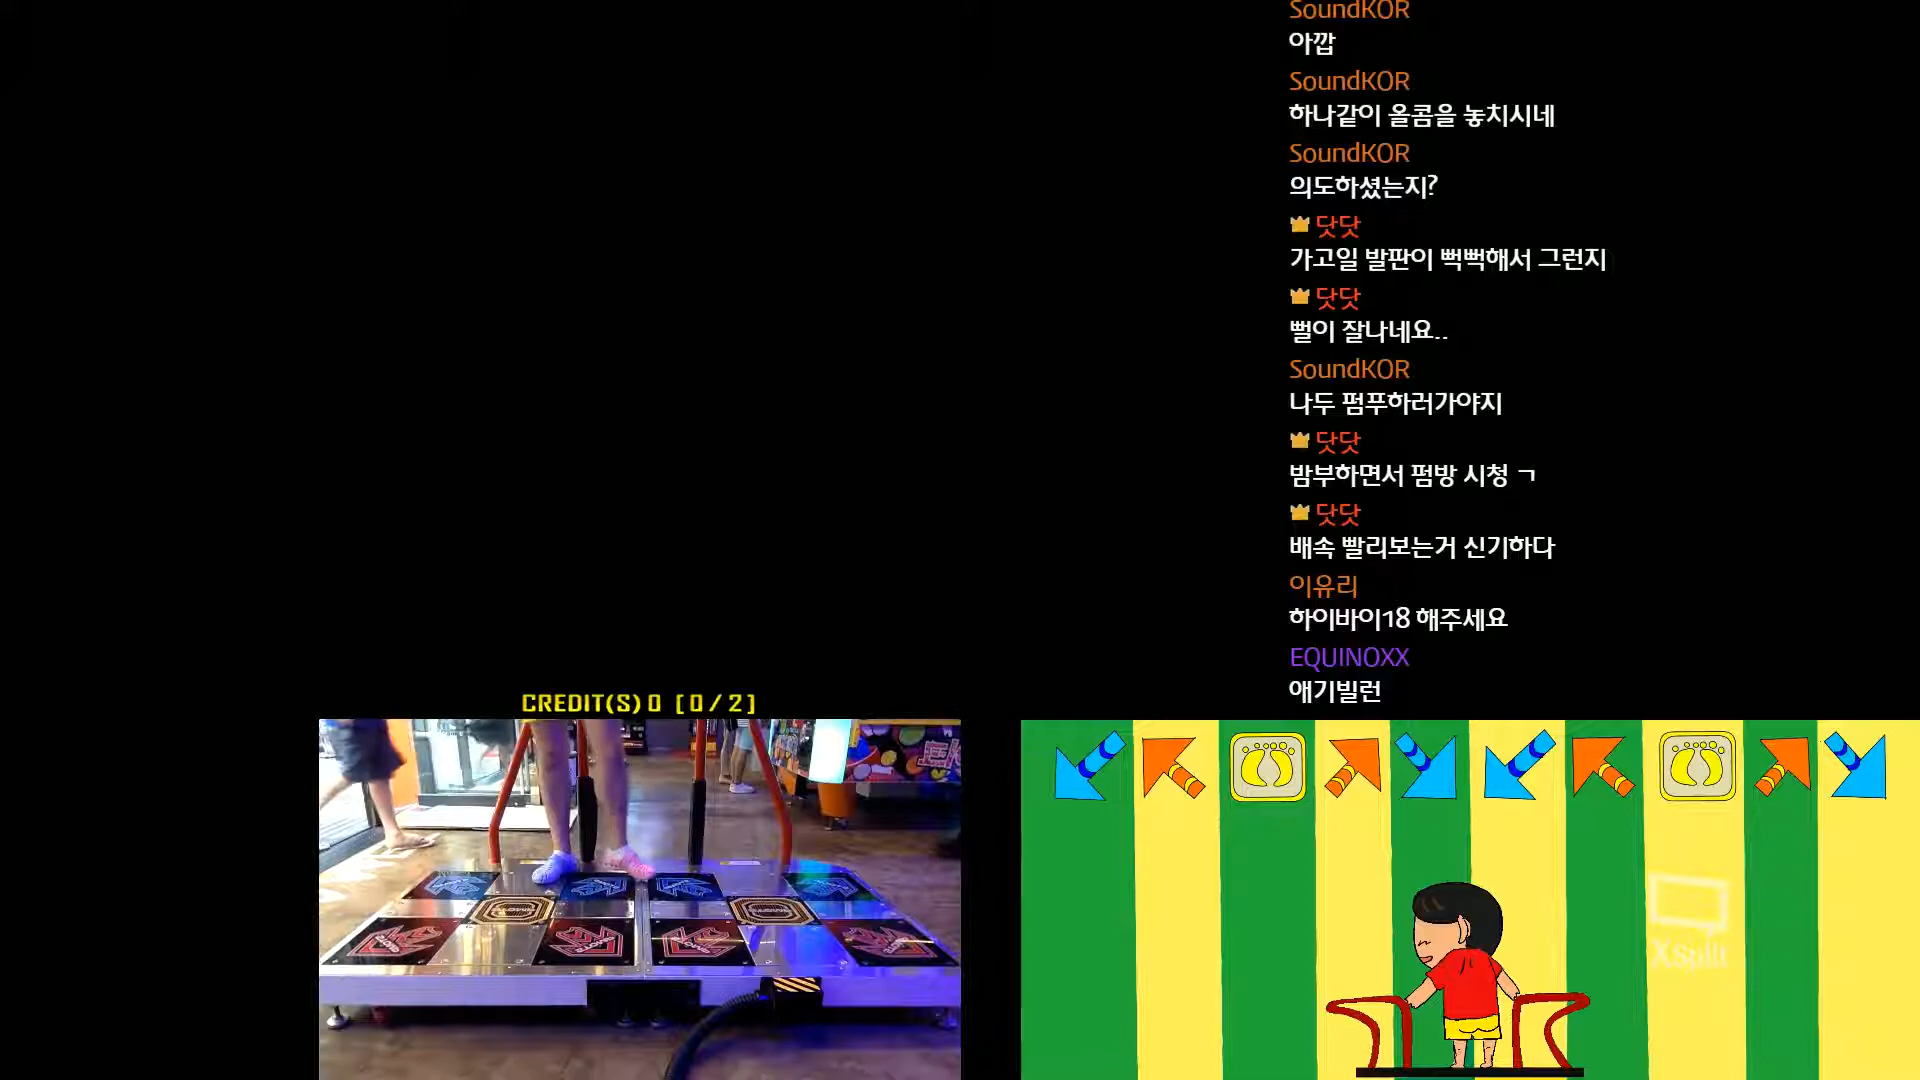 SoundKOR
아깝
SoundKOR
하나같이 올콤을 놓치시네
SoundKOR
의도하셨는지?
닷닷
가고일 발판이 뻑뻑해서 그런지
닷닷
뻘이 잘나네요..
SoundKOR
나두 펌푸하러가야지
닷닷
밤부하면서 펌방 시청 ㄱ
닷닷
배속 빨리보는거 신기하다
이유리
하이바이18 해주세요
EQUINOXX
애기빌런
CREDIT(S) 0 [ 0 / 2 ]
XSplit